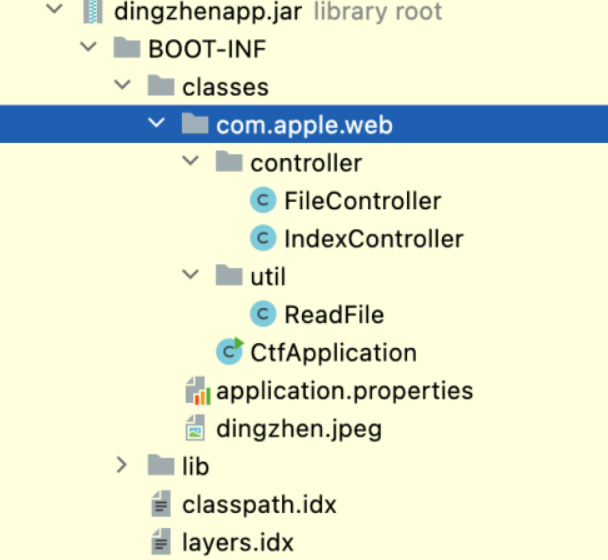 dingzhenapp.jar library root
BOOT-INF
classes
com.apple.web
controller
C FileController
C IndexController
util
C ReadFile
C CtfApplication
application.properties
dingzhen.jpeg
lib
classpath.idx
layers.idx